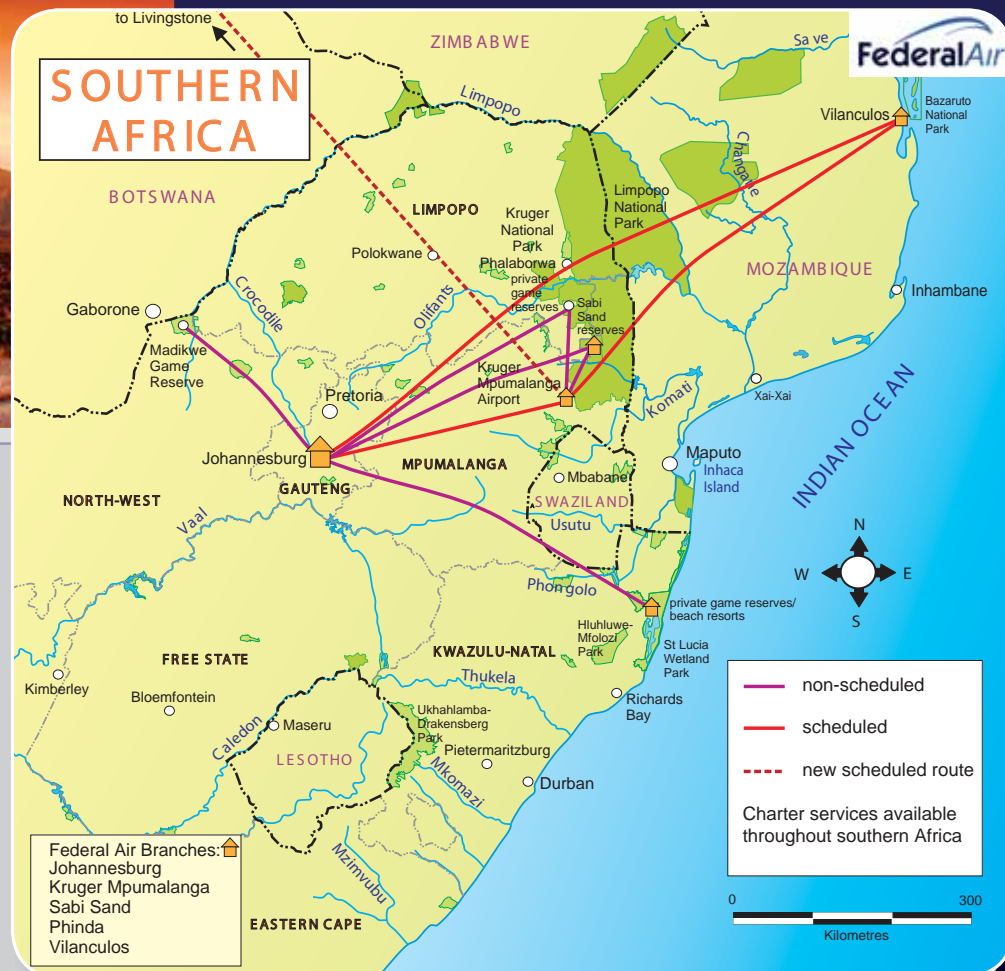 to Livingstone
SOUTHERN
AFRICA
ZIMBABWE
Sa ve
FederalAir
Limpopo
Vilanculos
Bazaruto
National
Park
Changane
BOTSWANA
LIMPOPO
Limpopo
National
Park
Kruger
National
Park
Polokwane
Phalaborwa
private
game
reserves
MOZAMBIQUE
Crocodile
Olifants
Inhambane
Gaborone
Sabi
Sand
reserves
Madikwe
Game
Reserve
Kruger
Mpumalanga
Airport
Pretoria
Komati
Xai-Xai
INDIAN OCEAN
Johannesburg
MPUMALANGA
Maputo
Inhaca
Island
GAUTENG
Mbabane
NORTH-WEST
SWAZILAND
Vaal
Usutu
N
W
E
S
Phongolo
private game reserves/
beach resorts
Hluhluwe-
Mfolozi
Park
St Lucia
Wetland
Park
FREE STATE
KWAZULU-NATAL
Thukela
Kimberley
Bloemfontein
Richards
Bay
Caledon
Maseru
Ukhahlamba-
Drakensberg
Park
LESOTHO
Pietermaritzburg
Mkomazi
Durban
Mzimvubu
EASTERN CAPE
non-scheduled
scheduled
new scheduled route
Charter services available
throughout southern Africa
Federal Air Branches:
Johannesburg
Kruger Mpumalanga
Sabi Sand
Phinda
Vilanculos
0
300
Kilometres